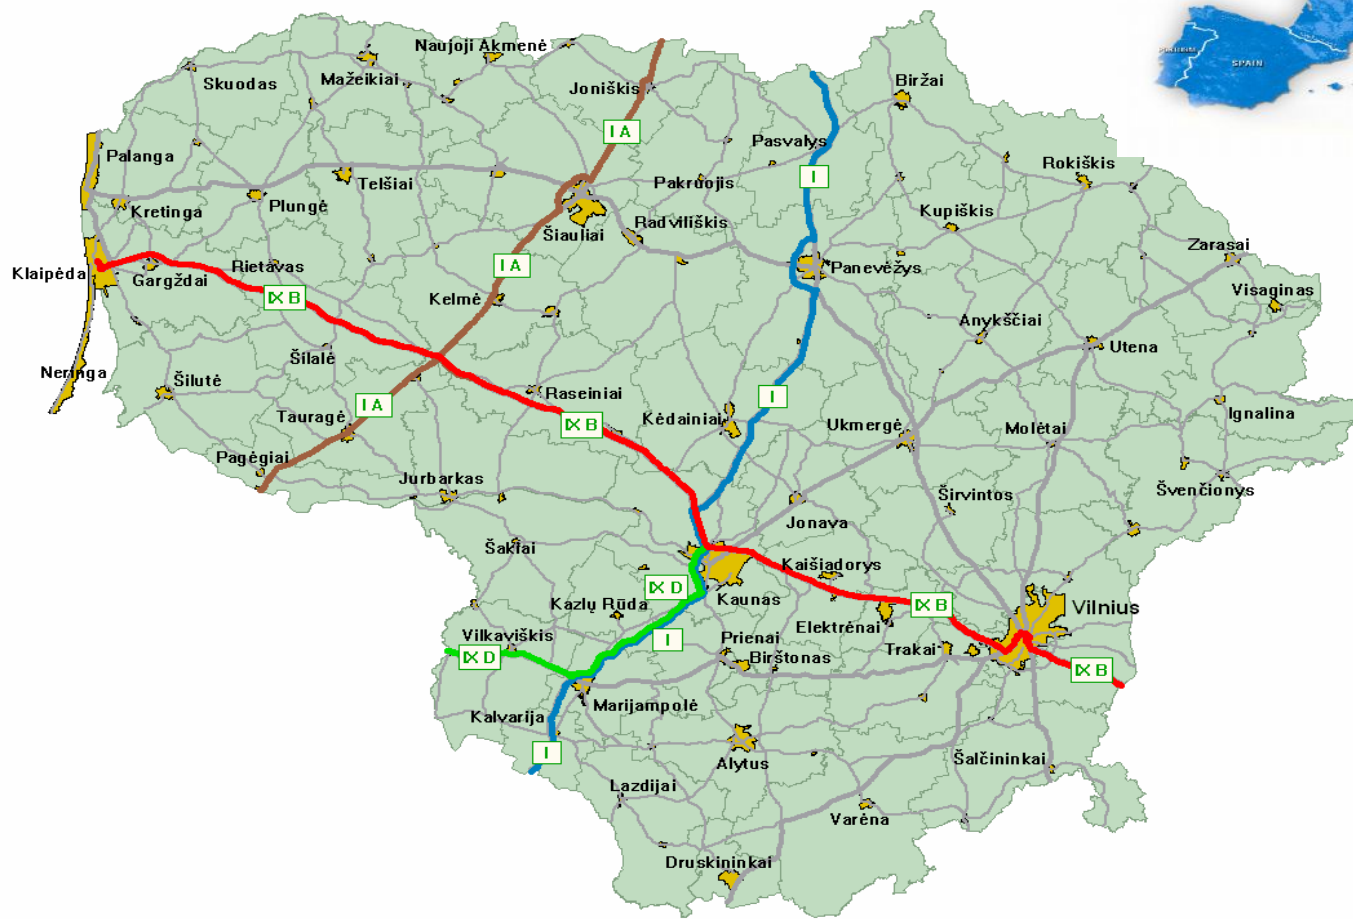 Naujoji Akmenė
Mažeikiai
Skuodas
SPAIN
Joniškis
Biržai
I A
Pasvalys
Palanga
Rokiškis
Telšiai
Pakruojis
I
Kretinga
Plungė
Kupiškis
Radviliškis
Šiauliai
Zarasai
Klaipėda
Gargždai
Rietavas
I A
Panevėžys
Visaginas
IX B
Kelmė
Anykščiai
Utena
Šilalė
Neringa
Šilutė
Raseiniai
I
I A
Ignalina
Tauragė
IX B
Kėdainiai
Ukmergė
Molėtai
Pagėgiai
Jurbarkas
Širvintos
Švenčionys
Jonava
Šakiai
Kaišiadorys
IX D
Kaunas
Kazlų Rūda
IX B
Vilnius
Elektrėnai
Vilkaviškis
I
Prienai
Trakai
IX D
Birštonas
IX B
Marijampolė
Kalvarija
I
Alytus
Šalčininkai
Lazdijai
Varėna
Druskininkai